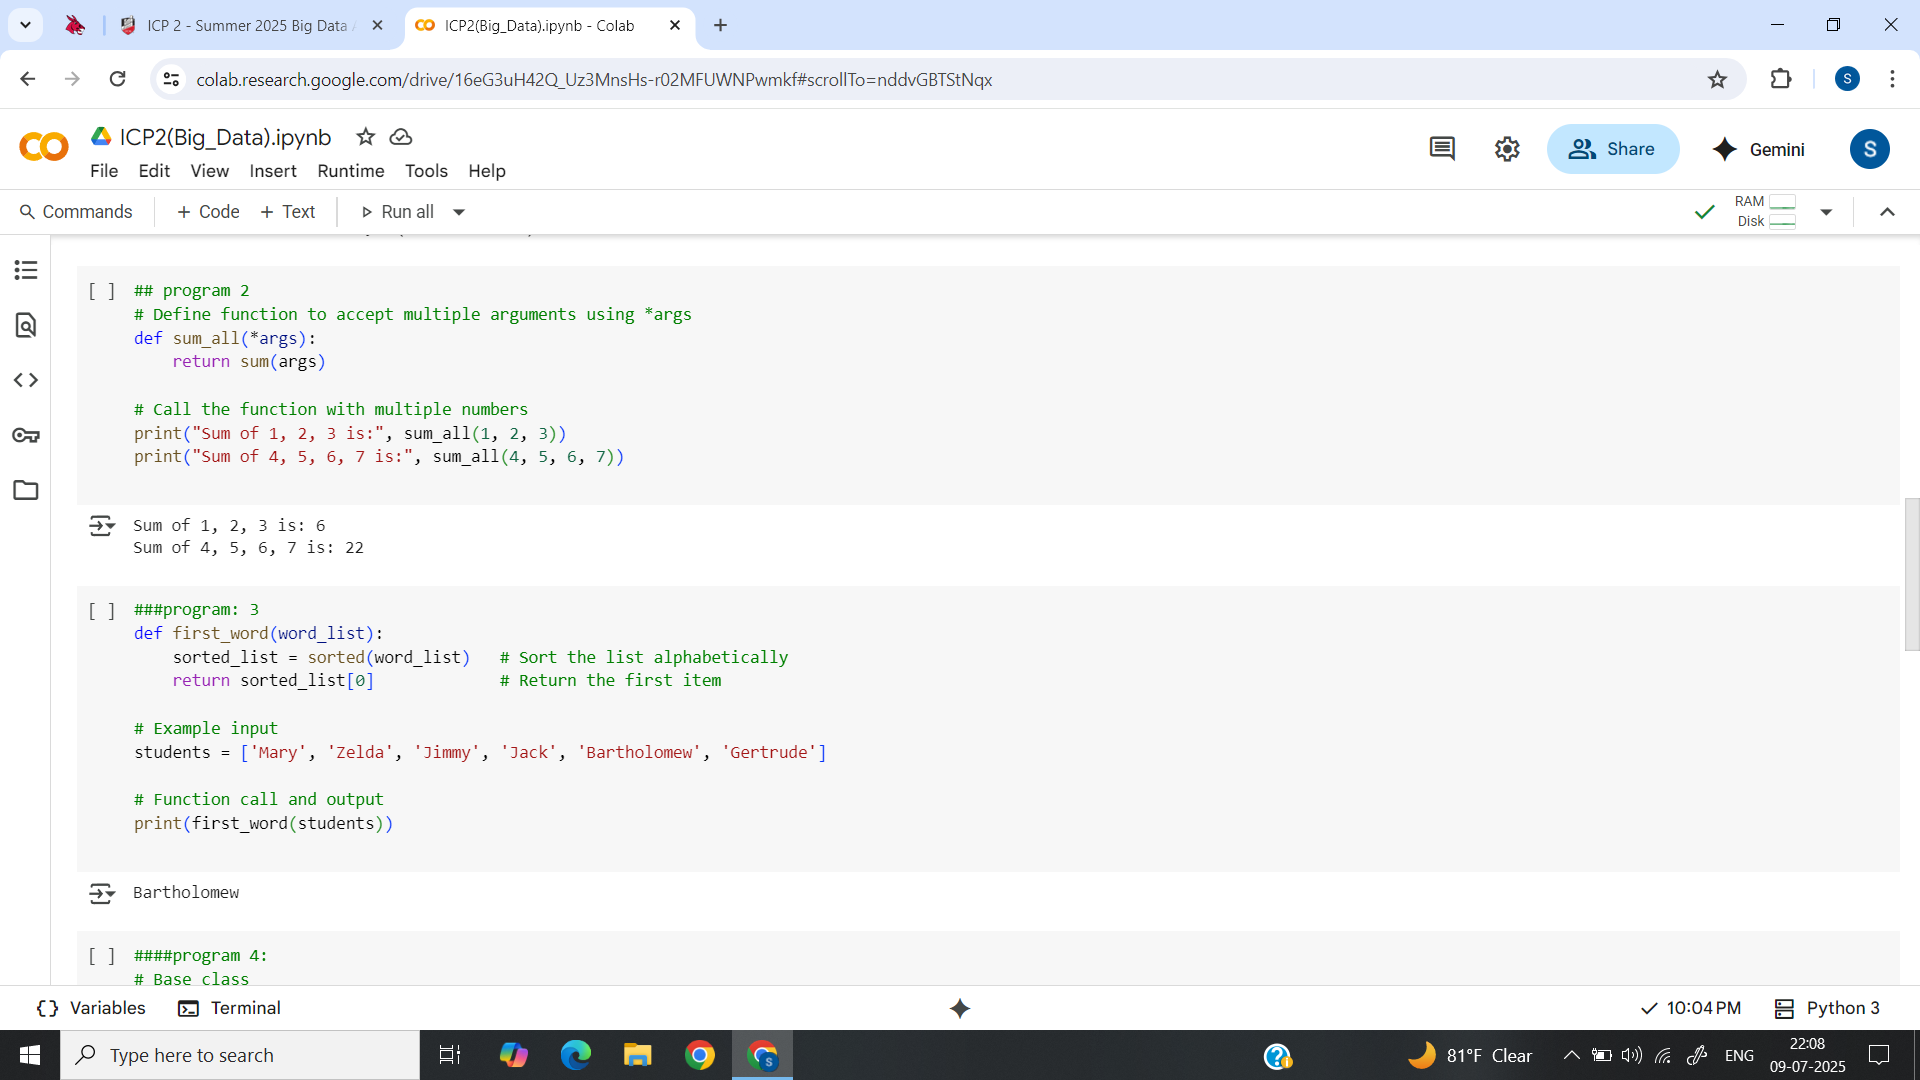 ICP 2 - Summer 2025 Big Data
ICP2(Big_Data).ipynb - Colab
colab.research.google.com/drive/16eG3uH42Q_Uz3MnsHs-r02MFUWNPwmkf#scrollTo=nddvGBTStNqx
S
ICP2(Big_Data).ipynb
File Edit View Insert Runtime Tools Help
Share
Gemini
S
Commands + Code + Text Run all
RAM
Disk
[ ] ## program 2
# Define function to accept multiple arguments using *args
def sum_all(*args):
    return sum(args)
# Call the function with multiple numbers
print("Sum of 1, 2, 3 is:", sum_all(1, 2, 3))
print("Sum of 4, 5, 6, 7 is:", sum_all(4, 5, 6, 7))
Sum of 1, 2, 3 is: 6
Sum of 4, 5, 6, 7 is: 22
[ ] ###program: 3
def first_word(word_list):
    sorted_list = sorted(word_list)   # Sort the list alphabetically
    return sorted_list[0]             # Return the first item
# Example input
students = ['Mary', 'Zelda', 'Jimmy', 'Jack', 'Bartholomew', 'Gertrude']
# Function call and output
print(first_word(students))
Bartholomew
[ ] ####program 4:
# Base class
{} Variables Terminal
10:04 PM Python 3
Type here to search
S
81°F Clear
ENG
22:08
09-07-2025